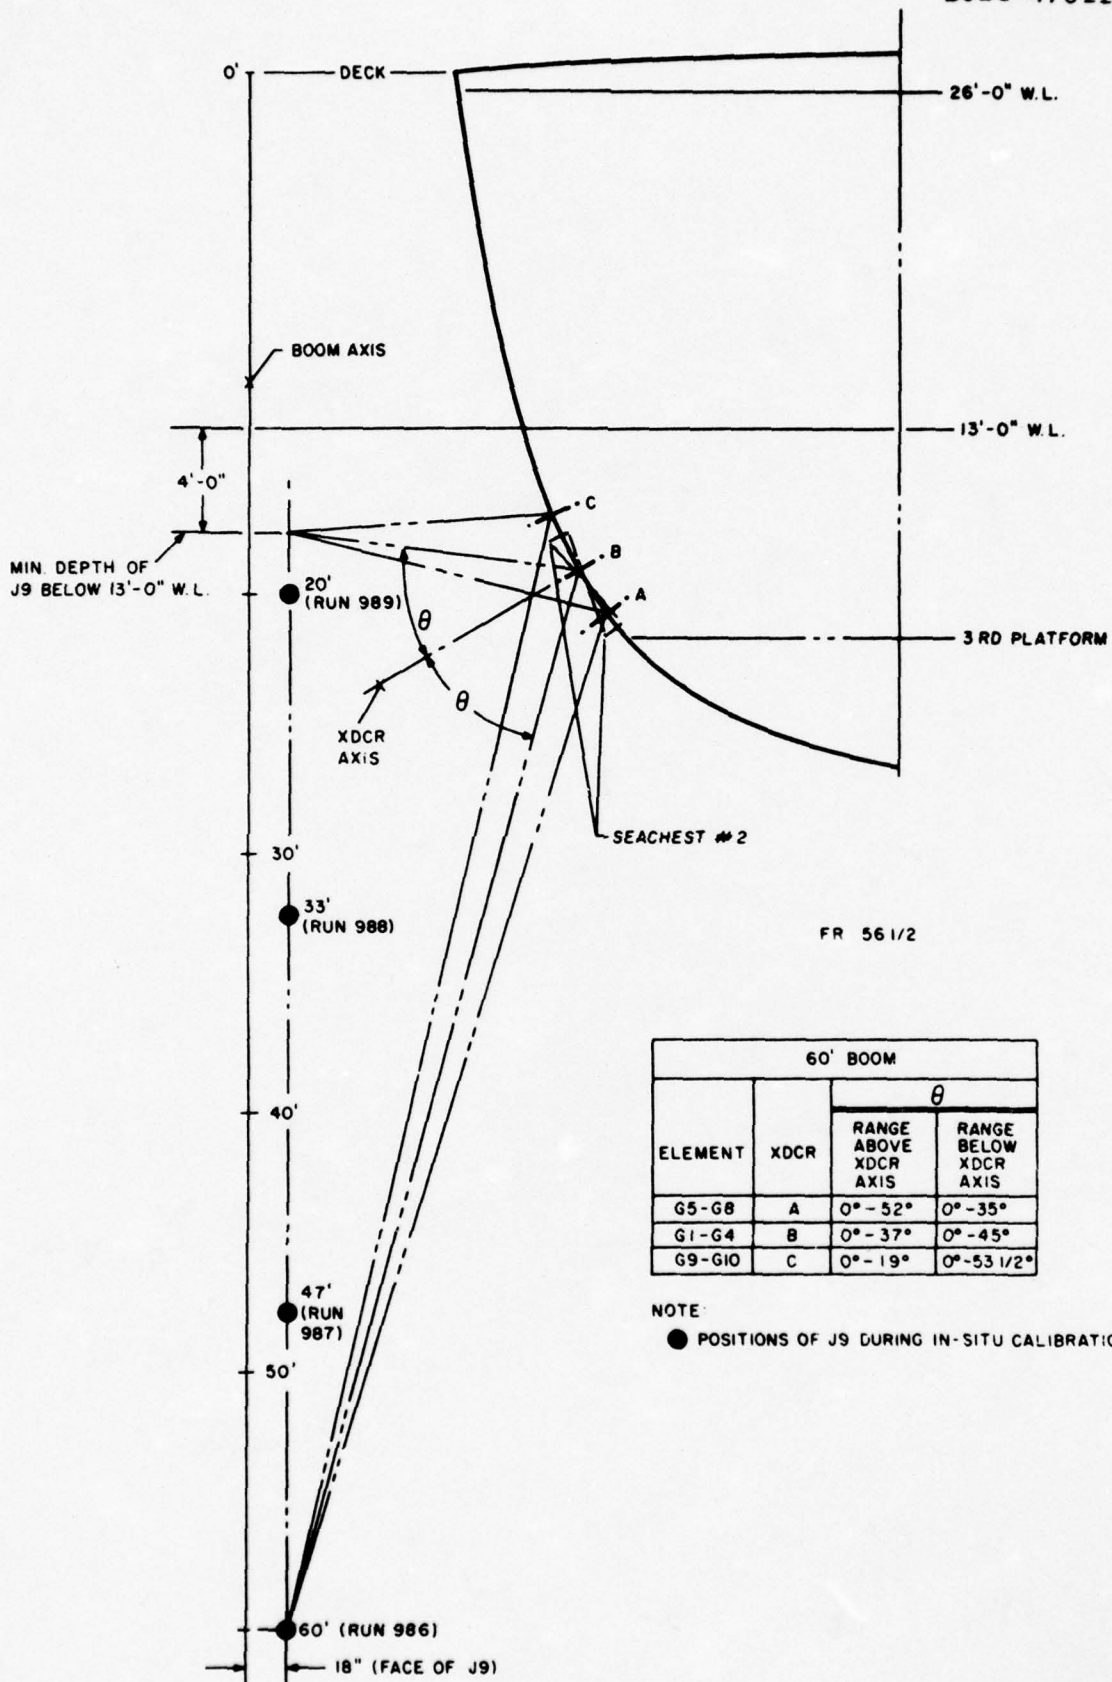 0'
DECK
26'-0" W.L.
BOOM AXIS
13'-0" W.L.
4'-0"
C
MIN. DEPTH OF
J9 BELOW 13'-0" W.L.
B
20'
(RUN 989)
A
θ
3RD PLATFORM
θ
XDCR
AXIS
SEACHEST #2
30'
33'
(RUN 988)
FR 56 1/2
60' BOOM
θ
ELEMENT XDCR RANGE ABOVE XDCR AXIS RANGE BELOW XDCR AXIS
G5-G8 A 0°-52° 0°-35°
G1-G4 B 0°-37° 0°-45°
G9-G10 C 0°-19° 0°-53 1/2°
40'
47'
(RUN
987)
NOTE:
POSITIONS OF J9 DURING IN-SITU
50'
60' (RUN 986)
18" (FACE OF J9)